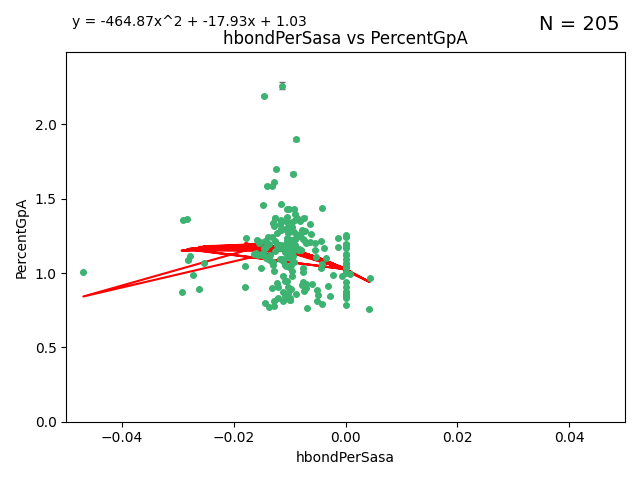 y = -464.87x^2 + -17.93x + 1.03
N = 205
hbondPerSasa vs PercentGpA
PercentGpA
2.0
1.5
1.0
0.5
0.0
−0.04
−0.02
0.00
0.02
0.04
hbondPerSasa